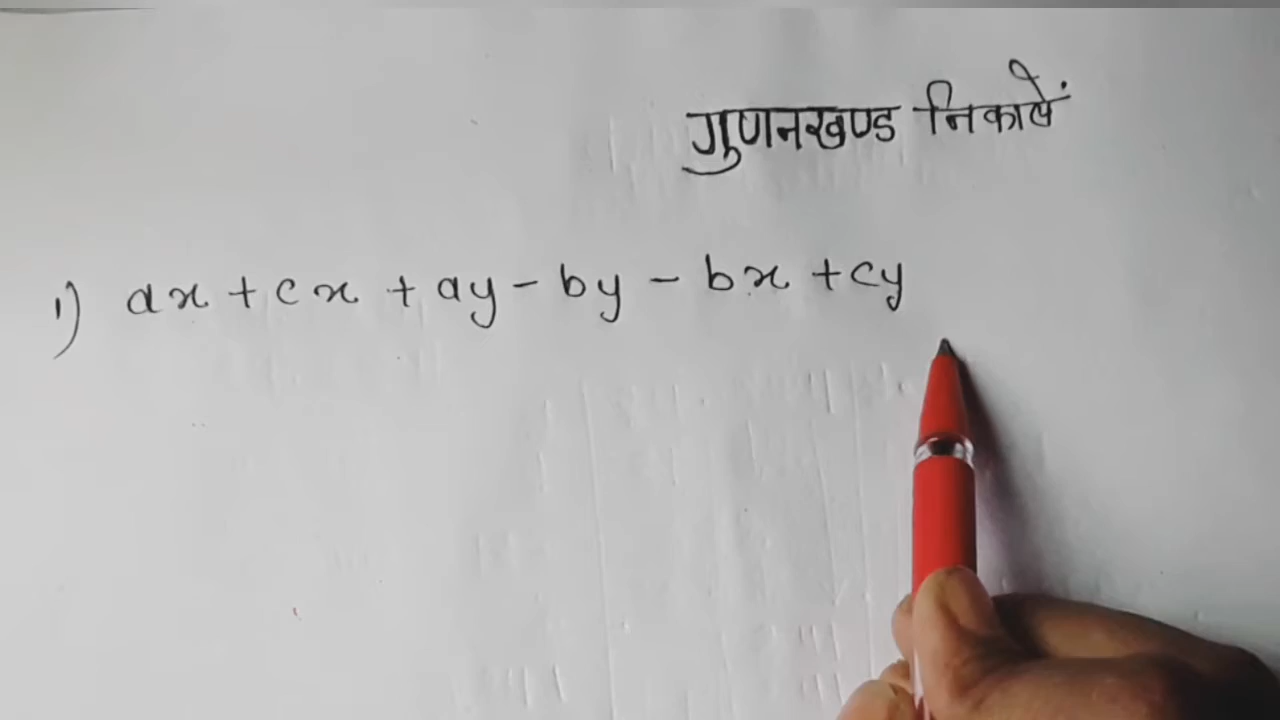 गुणनखण्ड निकालें
1) ax + cx + ay - by - bx + cy